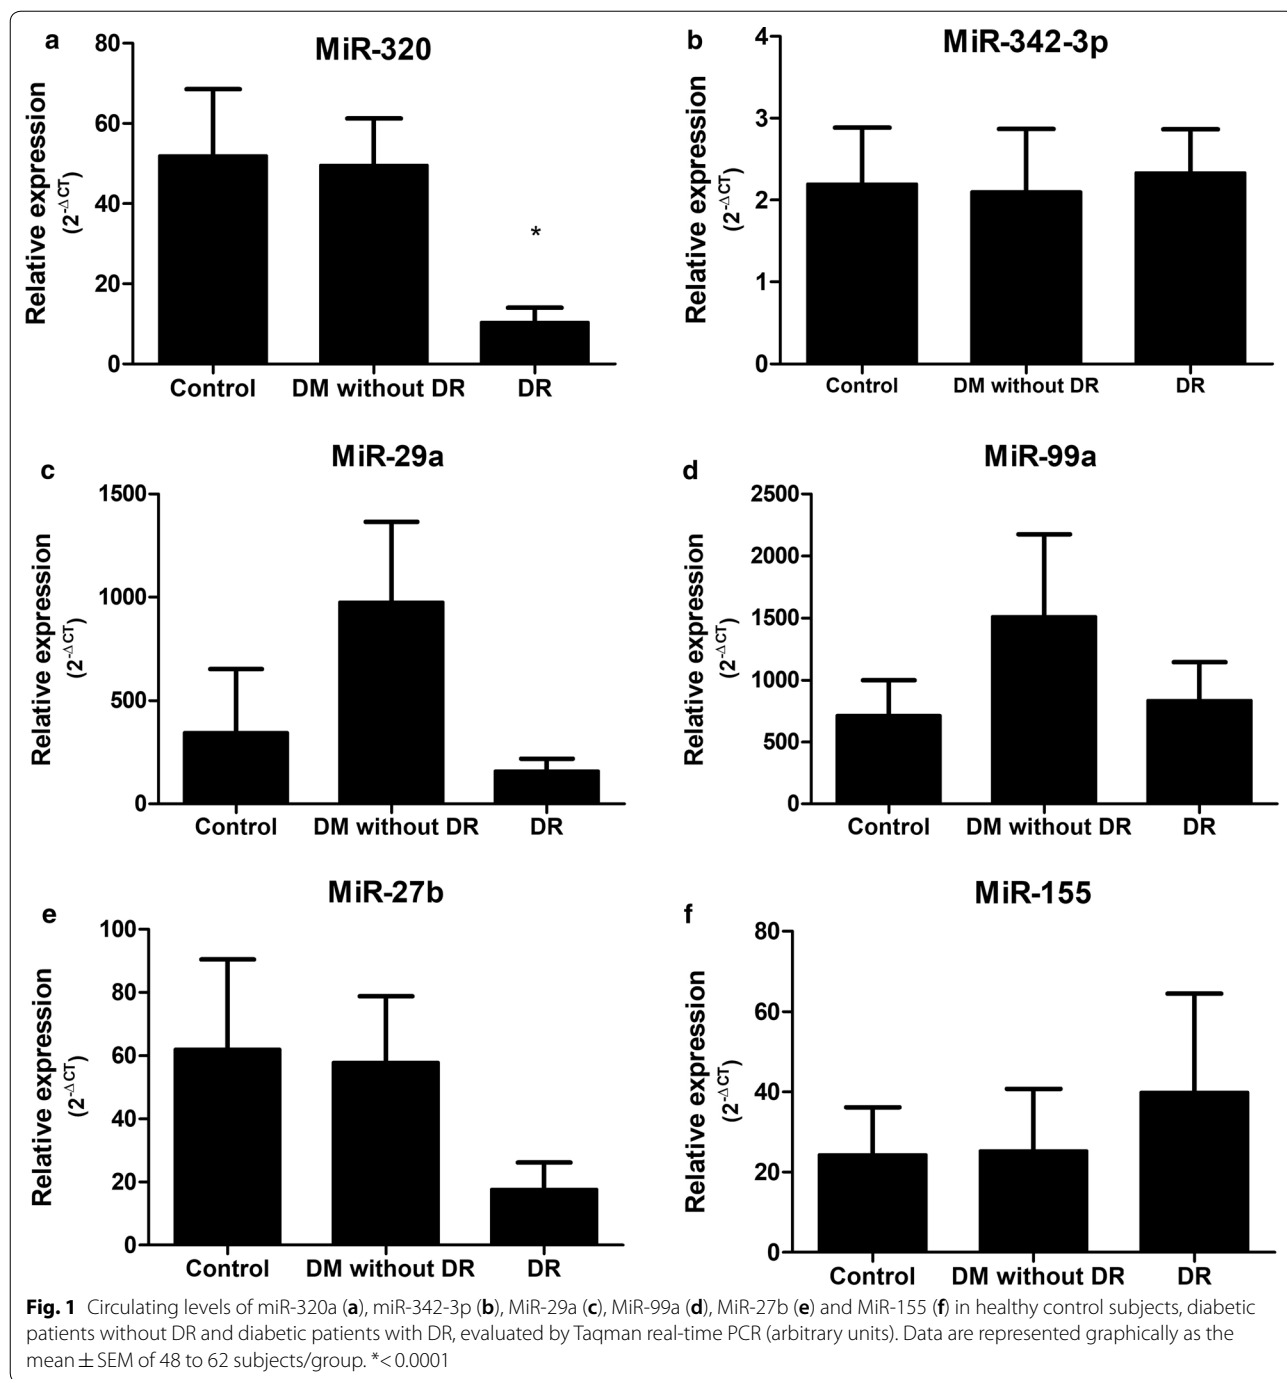 a
MiR-320
Relative expression
(2-ΔCT)
80
60
40
20
0
*
Control DM without DR DR
b
MiR-342-3p
Relative expression
(2-ΔCT)
4
3
2
1
0
Control DM without DR DR
c
MiR-29a
Relative expression
(2-ΔCT)
1500
1000
500
0
Control DM without DR DR
d
MiR-99a
Relative expression
(2-ΔCT)
2500
2000
1500
1000
500
0
Control DM without DR DR
e
MiR-27b
Relative expression
(2-ΔCT)
100
80
60
40
20
0
Control DM without DR DR
f
MiR-155
Relative expression
(2-ΔCT)
80
60
40
20
0
Control DM without DR DR
Fig. 1 Circulating levels of miR-320a (a), miR-342-3p (b), MiR-29a (c), MiR-99a (d), MiR-27b (e) and MiR-155 (f) in healthy control subjects, diabetic
patients without DR and diabetic patients with DR, evaluated by Taqman real-time PCR (arbitrary units). Data are represented graphically as the
mean ± SEM of 48 to 62 subjects/group. *< 0.0001